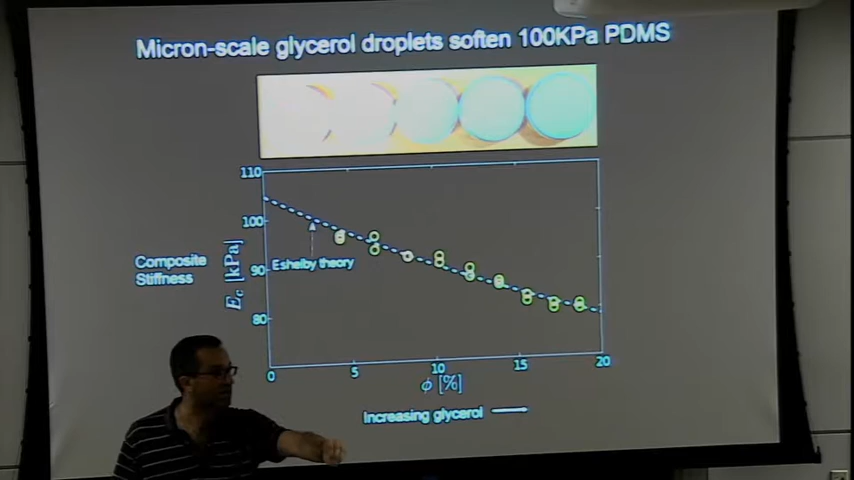 Micron-scale glycerol droplets soften 100KPa PDMS
110
100
90
80
Composite
Stiffness
E_c [kPa]
Eshelby theory
0 5 10 15 20
ϕ [%]
Increasing glycerol